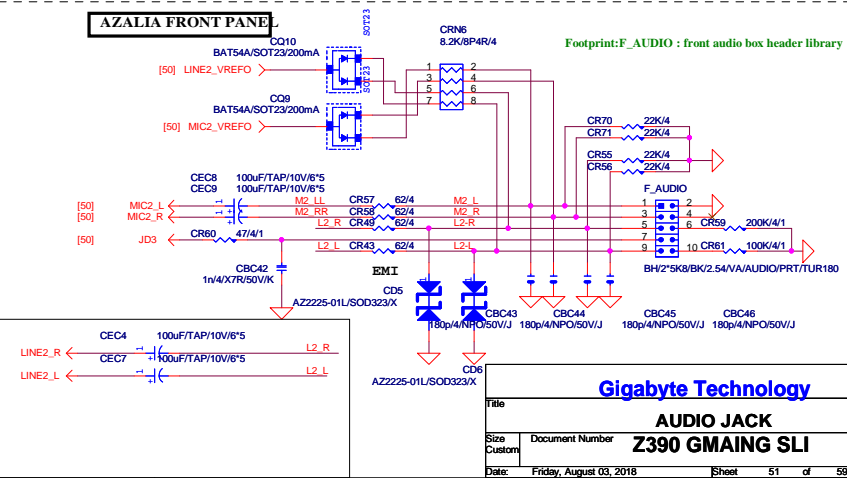 AZALIA FRONT PANEL
SOT23
CRN6
8.2K/8P4R/4
Footprint:F_AUDIO : front audio box header library
CQ10
BAT54A/SOT23/200mA
[50] LINE2_VREFO
SOT23
1 2
3 4
5 6
7 8
CQ9
BAT54A/SOT23/200mA
[50] MIC2_VREFO
CR70 22K/4
CR71 22K/4
CR55 22K/4
CR56 22K/4
F_AUDIO
CEC8 100uF/TAP/10V/6*5
CEC9 100uF/TAP/10V/6*5
[50] MIC2_L 1 M2_LL CR57 62/4 M2_L 1 2
[50] MIC2_R + M2_RR CR58 62/4 M2_R 3 4
L2_R CR49 62/4 L2-R 5 6 CR59 200K/4/1
[50] JD3 CR60 47/4/1 7
L2_L CR43 62/4 L2-L 9 10 CR61 100K/4/1
BH/2*5K8/BK/2.54/VA/AUDIO/PRT/TUR180
CBC42
1n/4/X7R/50V/K
EMI
CD5
AZ2225-01L/SOD323/X
CBC43 CBC44 CBC45 CBC46
180p/4/NPO/50V/J 180p/4/NPO/50V/J 180p/4/NPO/50V/J 180p/4/NPO/50V/J
CD6
AZ2225-01L/SOD323/X
CEC4 100uF/TAP/10V/6*5
LINE2_R 1 + L2_R
CEC7 100uF/TAP/10V/6*5
LINE2_L 1 + L2_L
Gigabyte Technology
Title
AUDIO JACK
Size Document Number
Custom
Z390 GMAING SLI
Date: Friday, August 03, 2018 Sheet 51 of 59